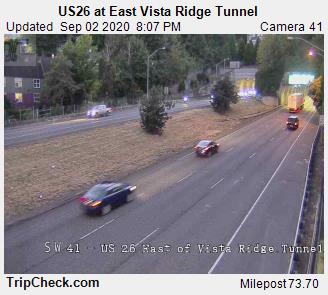 US26 at East Vista Ridge Tunnel
Updated Sep 02 2020 8:07 PM Camera 41
SW 41 - US 26 East of Vista Ridge Tunnel
TripCheck.com Milepost 73.70